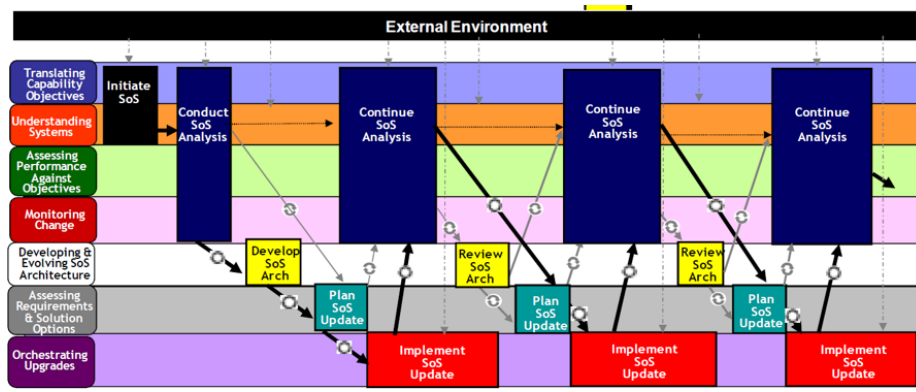 External Environment
Translating
Capability
Objectives
Initiate
SoS
Conduct
SoS
Analysis
Continue
SoS
Analysis
Continue
SoS
Analysis
Continue
SoS
Analysis
Understanding
Systems
Assessing
Performance
Against
Objectives
Monitoring
Change
Developing &
Evolving SoS
Architecture
Develop
SoS
Arch
Review
SoS
Arch
Review
SoS
Arch
Assessing
Requirements
& Solution
Options
Plan
SoS
Update
Plan
SoS
Update
Plan
SoS
Update
Orchestrating
Upgrades
Implement
SoS
Update
Implement
SoS
Update
Implement
SoS
Update